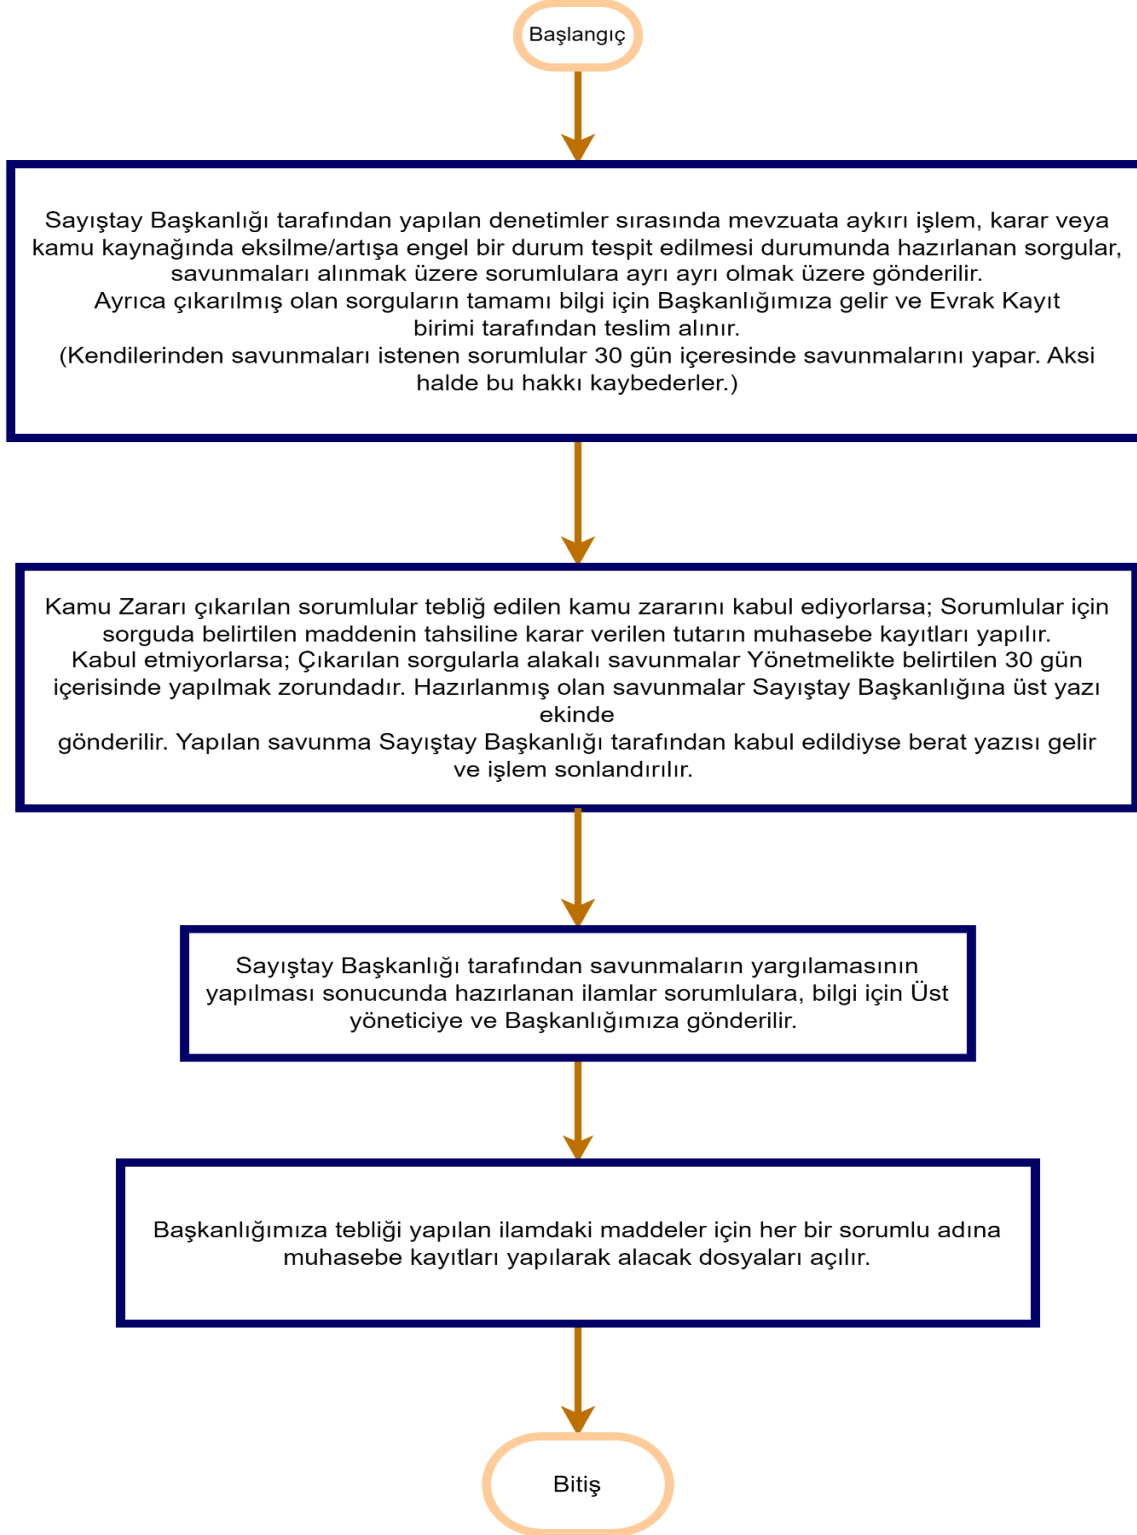 Başlangıç
Sayıştay Başkanlığı tarafından yapılan denetimler sırasında mevzuata aykırı işlem, karar veya
kamu kaynağında eksilme/artışa engel bir durum tespit edilmesi durumunda hazırlanan sorgular,
savunmaları alınmak üzere sorumlulara ayrı ayrı olmak üzere gönderilir.
Ayrıca çıkarılmış olan sorguların tamamı bilgi için Başkanlığımıza gelir ve Evrak Kayıt
birimi tarafından teslim alınır.
(Kendilerinden savunmaları istenen sorumlular 30 gün içeresinde savunmalarını yapar. Aksi
halde bu hakkı kaybederler.)
Kamu Zararı çıkarılan sorumlular tebliğ edilen kamu zararını kabul ediyorlarsa; Sorumlular için
sorguda belirtilen maddenin tahsiline karar verilen tutarın muhasebe kayıtları yapılır.
Kabul etmiyorlarsa; Çıkarılan sorgularla alakalı savunmalar Yönetmelikte belirtilen 30 gün
içerisinde yapılmak zorundadır. Hazırlanmış olan savunmalar Sayıştay Başkanlığına üst yazı
ekinde
gönderilir. Yapılan savunma Sayıştay Başkanlığı tarafından kabul edildiyse berat yazısı gelir
ve işlem sonlandırılır.
Sayıştay Başkanlığı tarafından savunmaların yargılamasının
yapılması sonucunda hazırlanan ilamlar sorumlulara, bilgi için Üst
yöneticiye ve Başkanlığımıza gönderilir.
Başkanlığımıza tebliği yapılan ilamdaki maddeler için her bir sorumlu adına
muhasebe kayıtları yapılarak alacak dosyaları açılır.
Bitiş